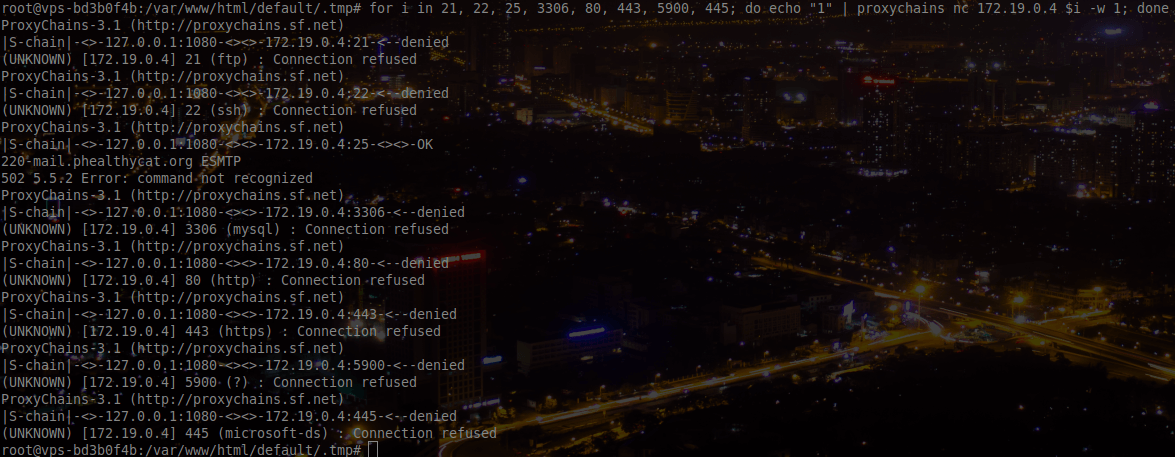 root@vps-bd3b0f4b:/var/www/html/default/.tmp# for i in 21, 22, 25, 3306, 80, 443, 5900, 445; do echo "1" | proxychains nc 172.19.0.4 $i -w 1; done
ProxyChains-3.1 (http://proxychains.sf.net)
|S-chain|-<>-127.0.0.1:1080-<><>-172.19.0.4:21-<--denied
(UNKNOWN) [172.19.0.4] 21 (ftp) : Connection refused
ProxyChains-3.1 (http://proxychains.sf.net)
|S-chain|-<>-127.0.0.1:1080-<><>-172.19.0.4:22-<--denied
(UNKNOWN) [172.19.0.4] 22 (ssh) : Connection refused
ProxyChains-3.1 (http://proxychains.sf.net)
|S-chain|-<>-127.0.0.1:1080-<><>-172.19.0.4:25-<><>-OK
220-mail.phealthycat.org ESMTP
502 5.5.2 Error: command not recognized
ProxyChains-3.1 (http://proxychains.sf.net)
|S-chain|-<>-127.0.0.1:1080-<><>-172.19.0.4:3306-<--denied
(UNKNOWN) [172.19.0.4] 3306 (mysql) : Connection refused
ProxyChains-3.1 (http://proxychains.sf.net)
|S-chain|-<>-127.0.0.1:1080-<><>-172.19.0.4:80-<--denied
(UNKNOWN) [172.19.0.4] 80 (http) : Connection refused
ProxyChains-3.1 (http://proxychains.sf.net)
|S-chain|-<>-127.0.0.1:1080-<><>-172.19.0.4:443-<--denied
(UNKNOWN) [172.19.0.4] 443 (https) : Connection refused
ProxyChains-3.1 (http://proxychains.sf.net)
|S-chain|-<>-127.0.0.1:1080-<><>-172.19.0.4:5900-<--denied
(UNKNOWN) [172.19.0.4] 5900 (?) : Connection refused
ProxyChains-3.1 (http://proxychains.sf.net)
|S-chain|-<>-127.0.0.1:1080-<><>-172.19.0.4:445-<--denied
(UNKNOWN) [172.19.0.4] 445 (microsoft-ds) : Connection refused
root@vps-bd3b0f4b:/var/www/html/default/.tmp#